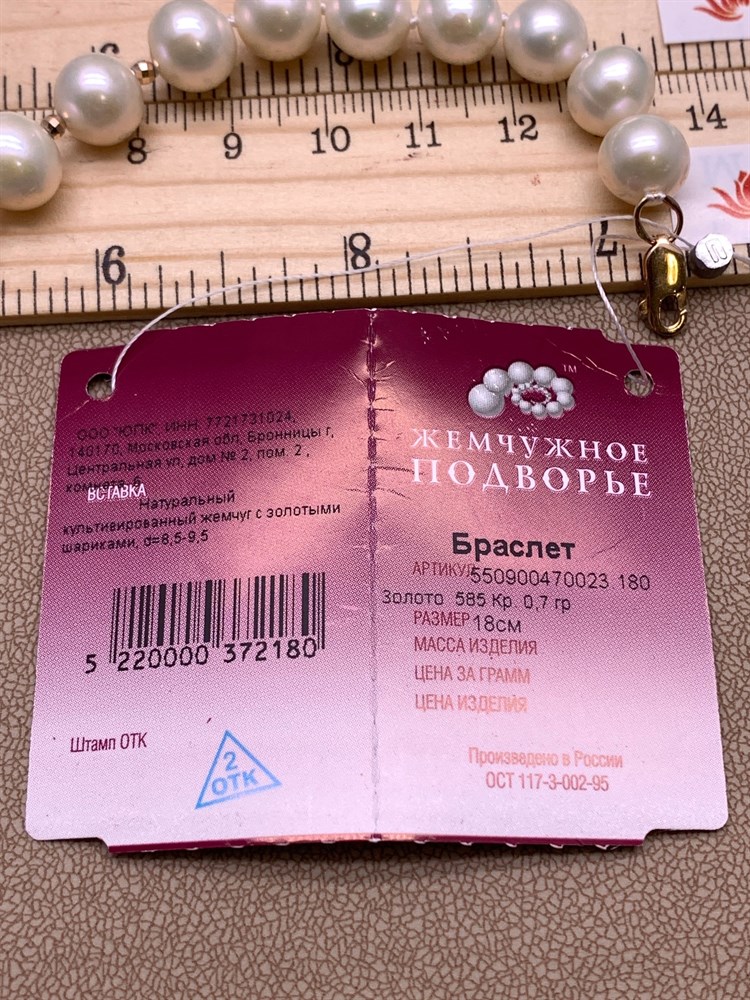 6
8
9
10
11
12
14
6
8
7
ООО "ЮПК" ИНН 7721731024,
140170, Московская обл, Бронницы г,
Центральная ул, дом № 2, пом. 2 ,
ВСТАВКА
Натуральный
культивированный жемчуг с золотыми
шариками, d=8,5-9,5
5 220000 372180
Штамп ОТК
2
ОТК
TM
ЖЕМЧУЖНОЕ
ПОДВОРЬЕ
Браслет
АРТИКУЛ 550900470023 180
Золото 585 Кр. 0,7 гр
РАЗМЕР 18см
МАССА ИЗДЕЛИЯ
ЦЕНА ЗА ГРАММ
ЦЕНА ИЗДЕЛИЯ
Произведено в России
ОСТ 117-3-002-95